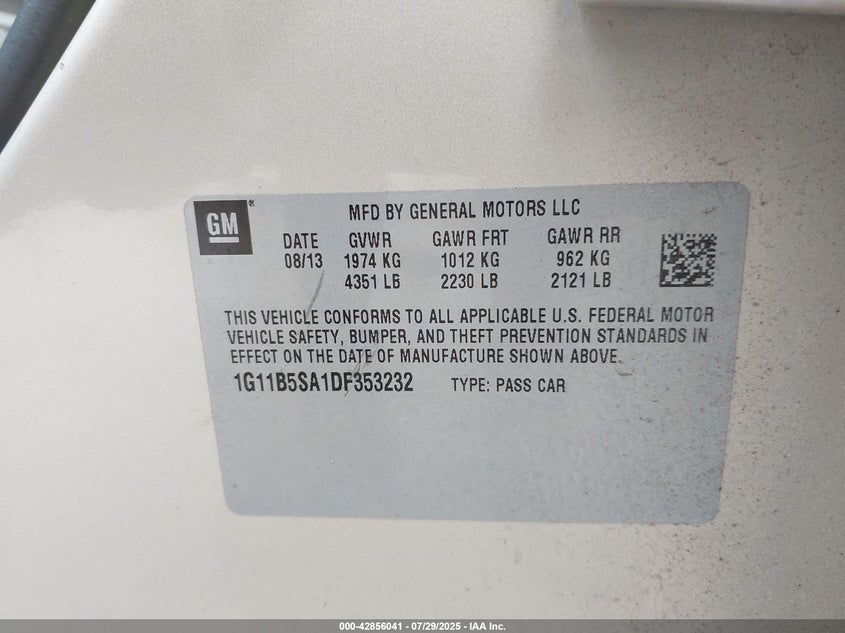 GM®
MFD BY GENERAL MOTORS LLC
DATE GVWR GAWR FRT GAWR RR
08/13 1974 KG 1012 KG 962 KG
4351 LB 2230 LB 2121 LB
THIS VEHICLE CONFORMS TO ALL APPLICABLE U.S. FEDERAL MOTOR
VEHICLE SAFETY, BUMPER, AND THEFT PREVENTION STANDARDS IN
EFFECT ON THE DATE OF MANUFACTURE SHOWN ABOVE.
1G11B5SA1DF353232 TYPE: PASS CAR
000-42856041 - 07/29/2025 - IAA Inc.